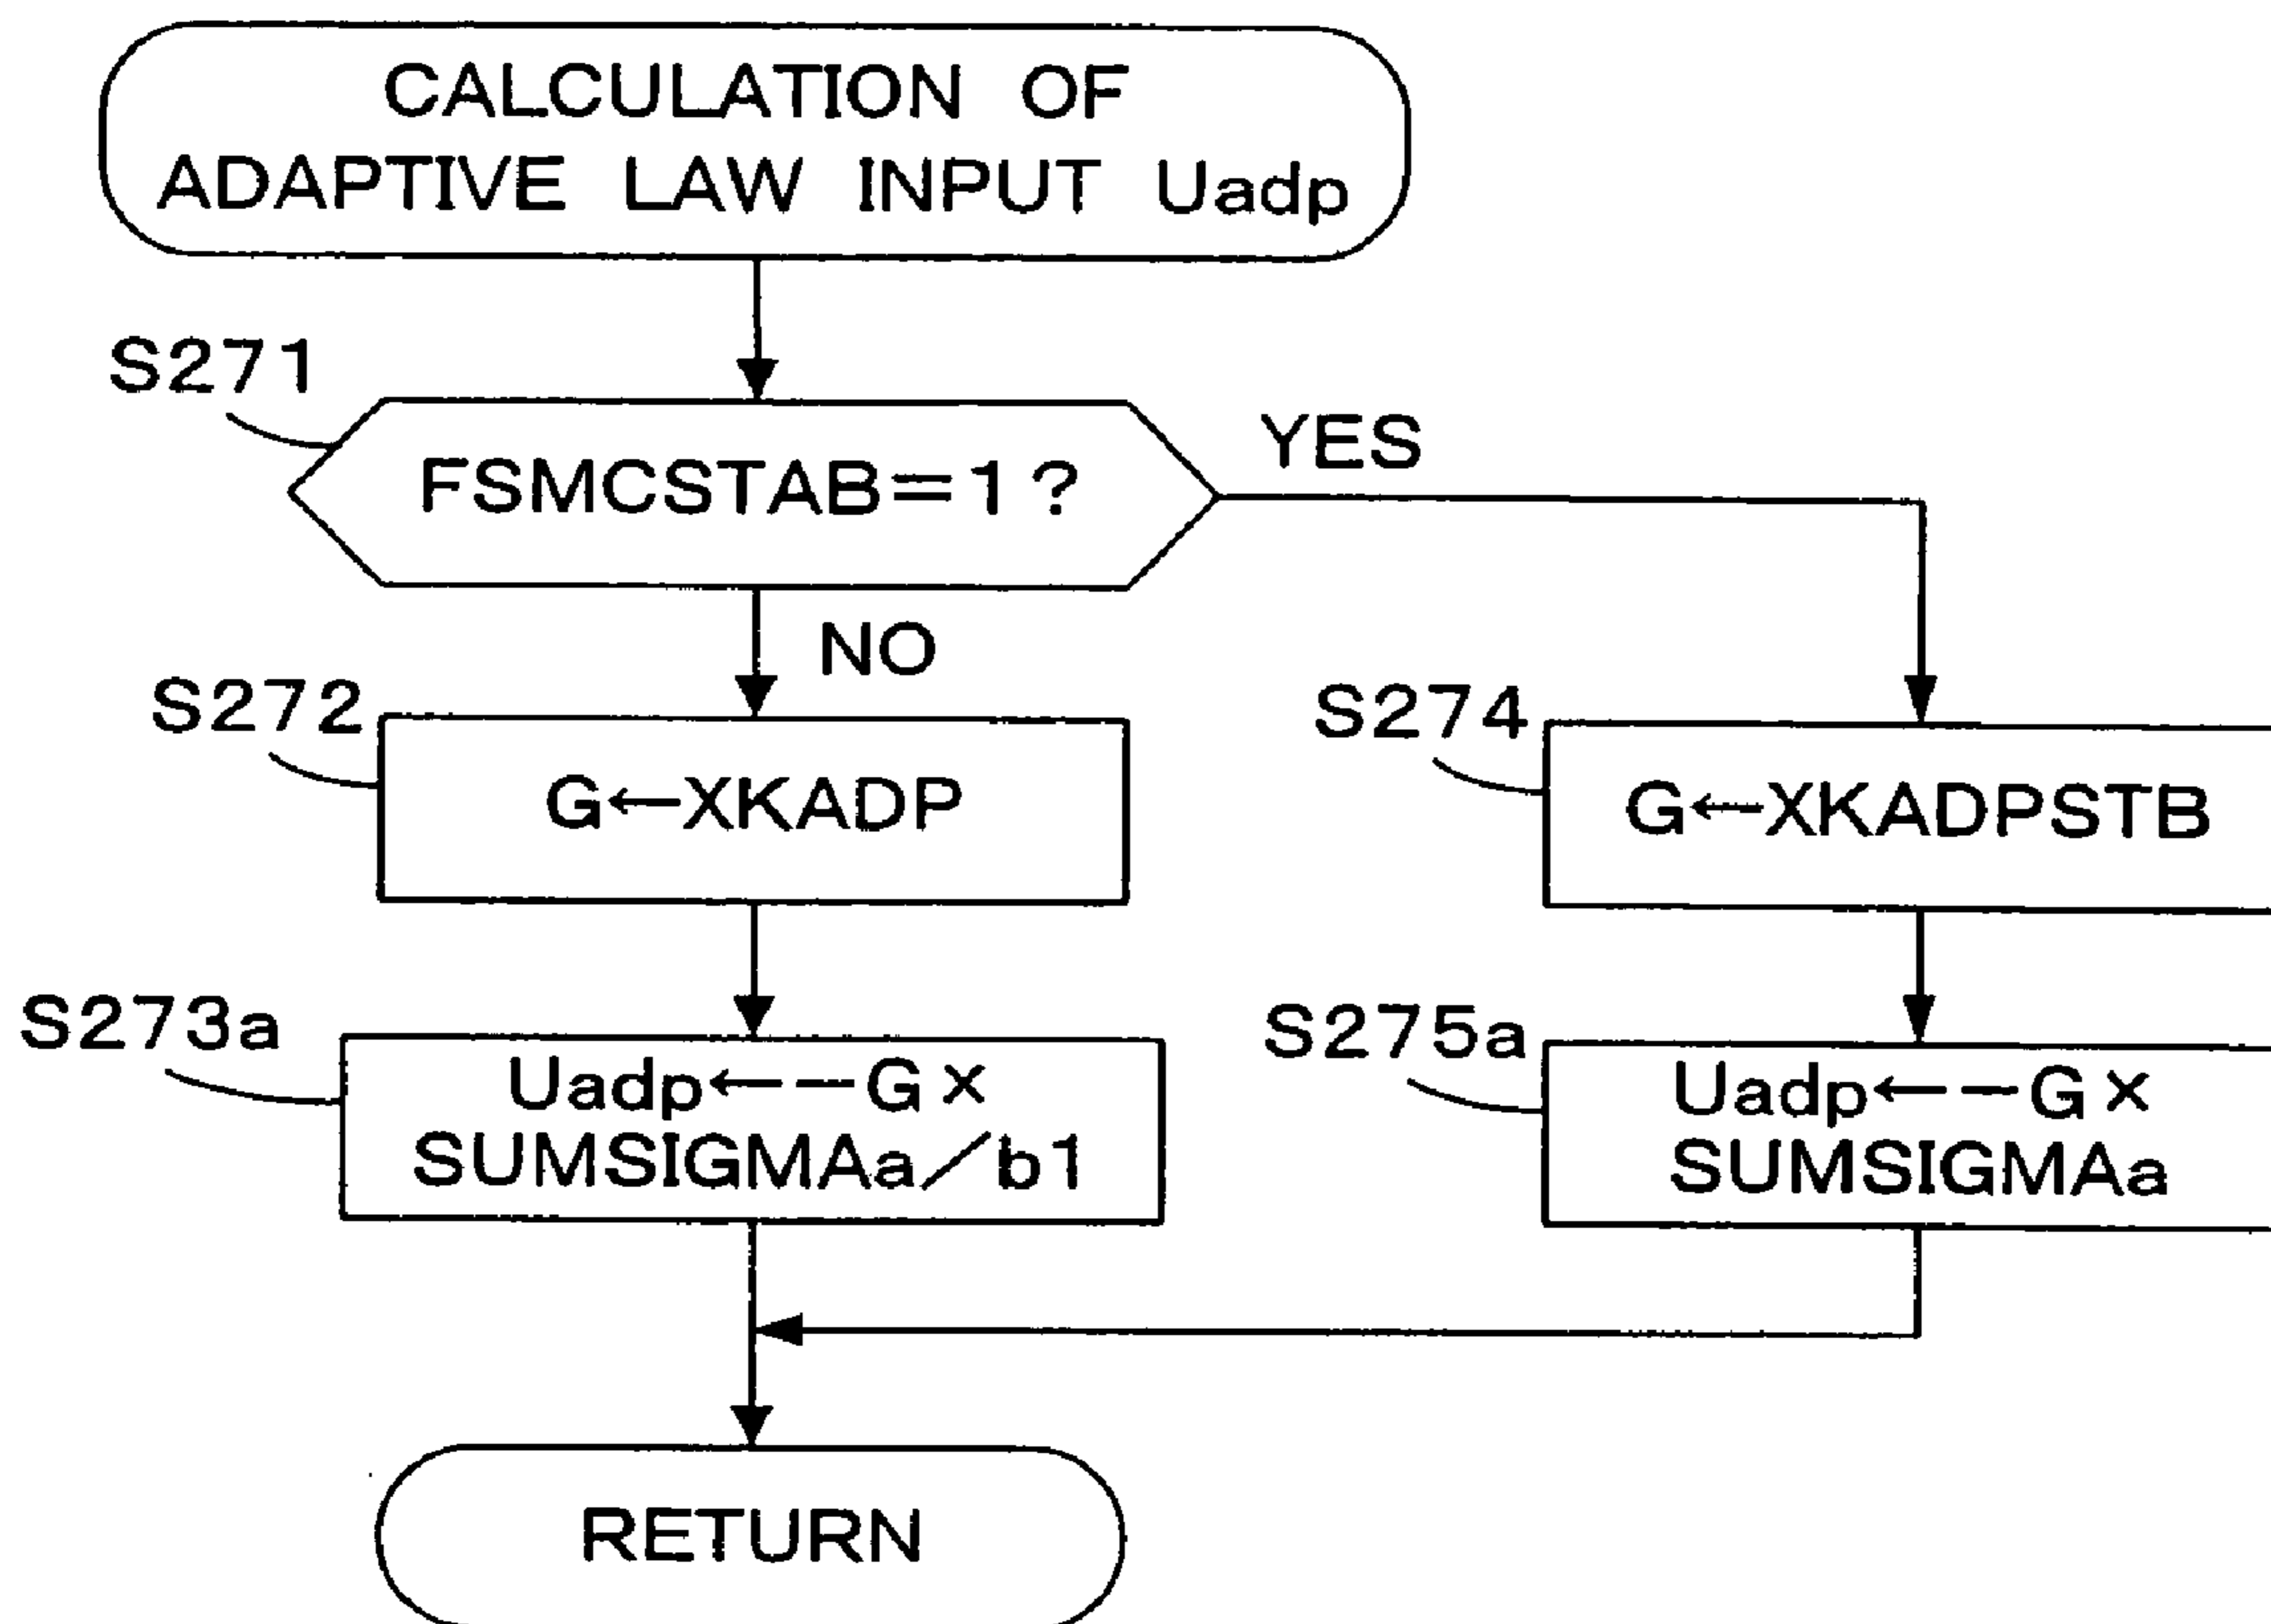 CALCULATION OF
ADAPTIVE LAW INPUT Uadp
S271
FSMCSTAB=1?
YES
NO
S272
G←XKADP
S274
G←XKADPSTB
S273a
Uadp←−G×
SUMSIGMAa/b1
S275a
Uadp←−G×
SUMSIGMAa
RETURN